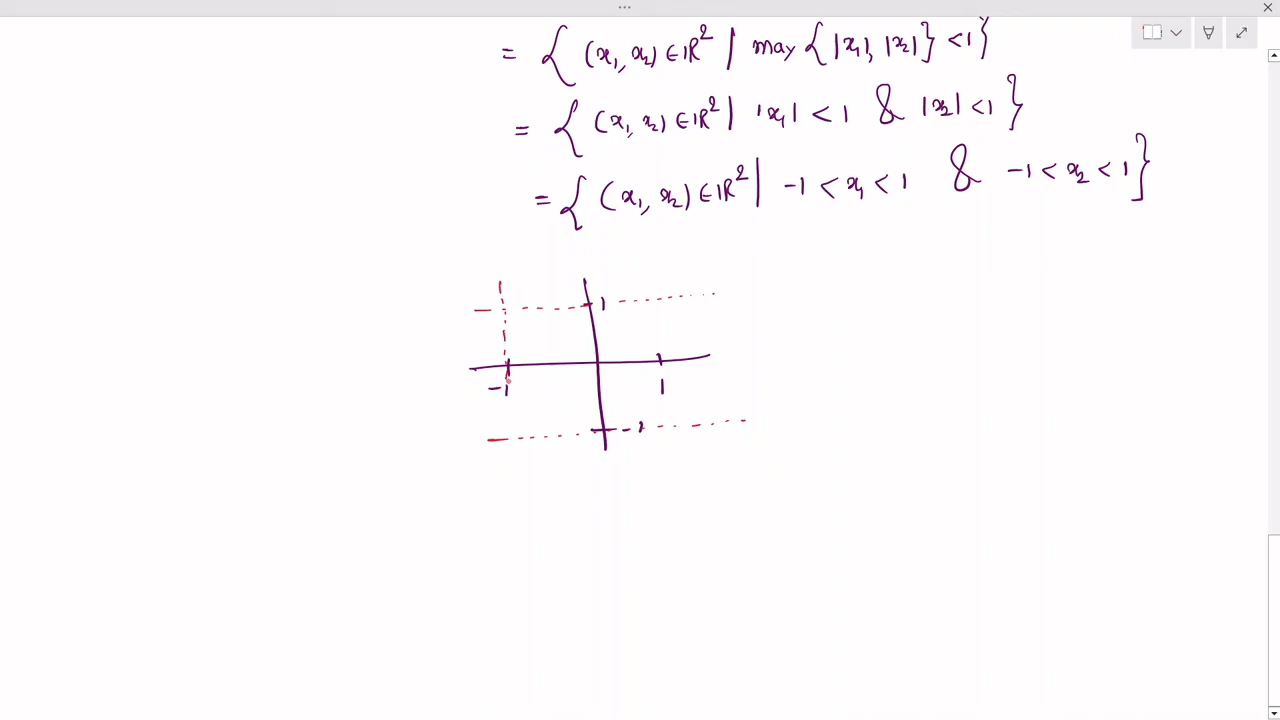 = { (x₁, x₂) ∈ ℝ² | max { |x₁|, |x₂| } < 1 }
= { (x₁, x₂) ∈ ℝ² | |x₁| < 1 & |x₂| < 1 }
= { (x₁, x₂) ∈ ℝ² | -1 < x₁ < 1 & -1 < x₂ < 1 }
1
-1 1
-1